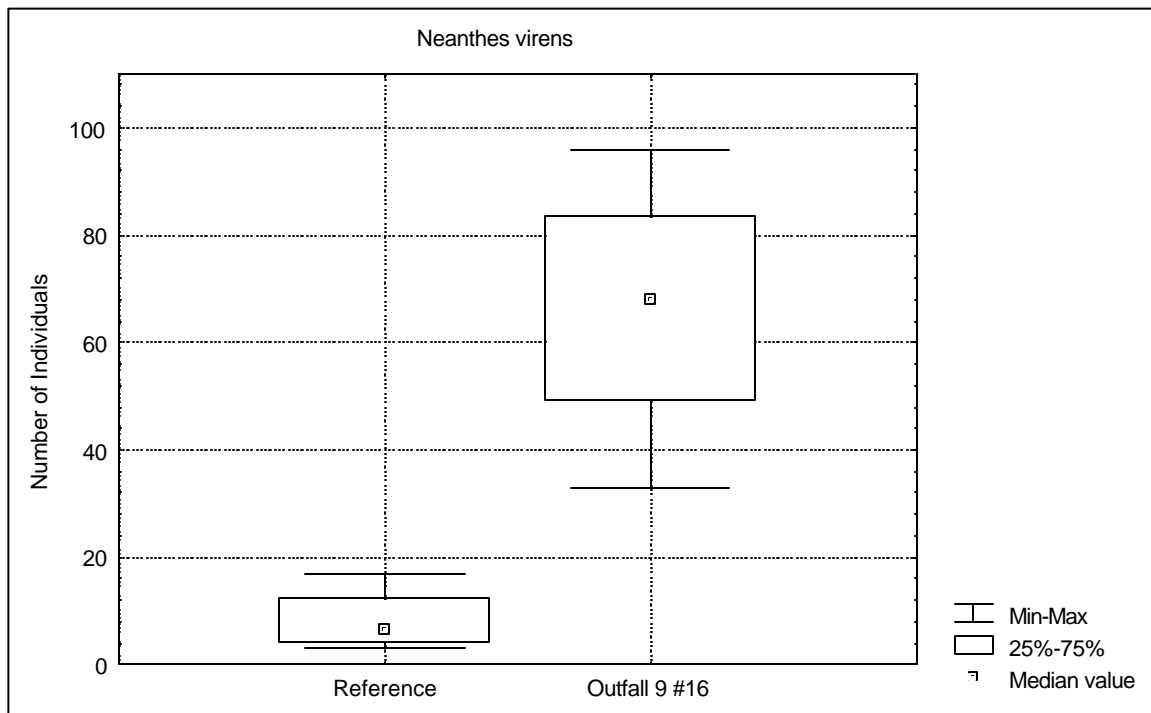 Neanthes virens
Number of Individuals
100
80
60
40
20
0
Reference
Outfall 9 #16
Min-Max
25%-75%
Median value